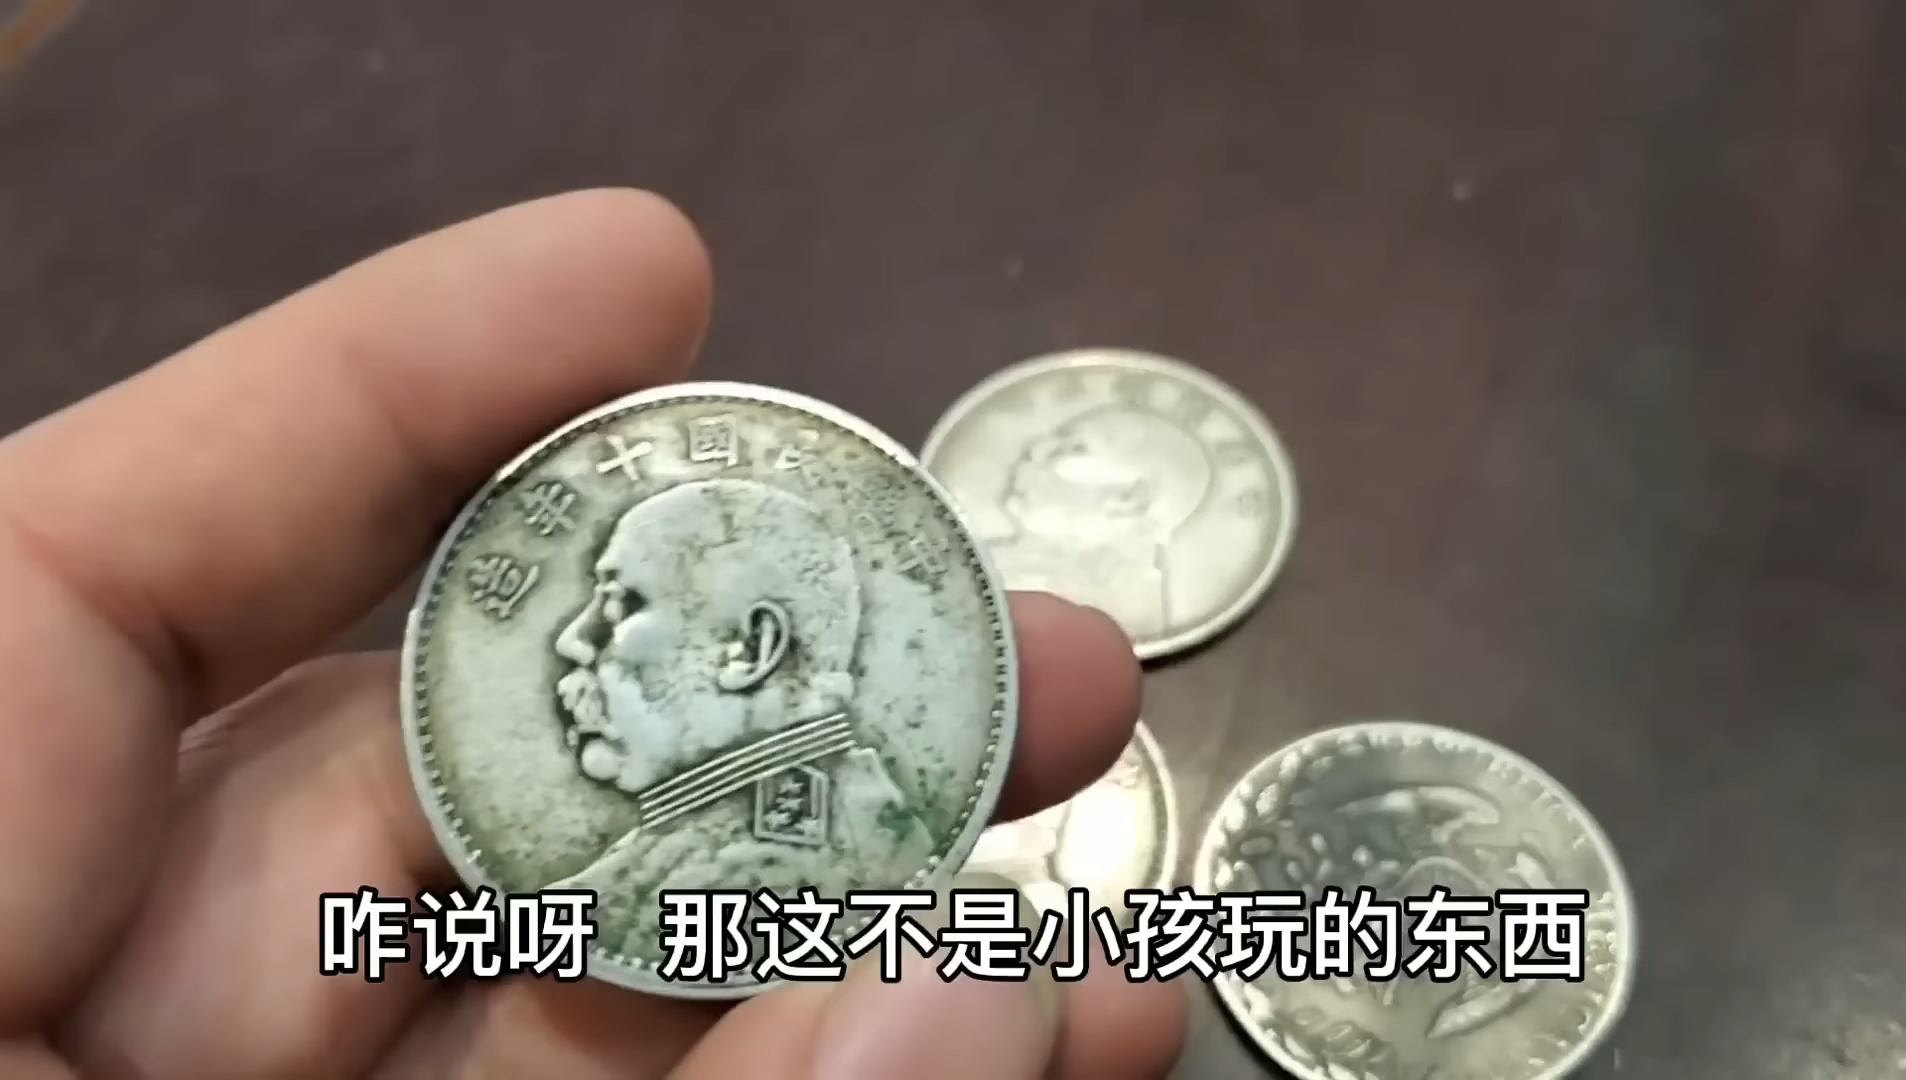 中華民國十年造
咋说呀 那这不是小孩玩的东西